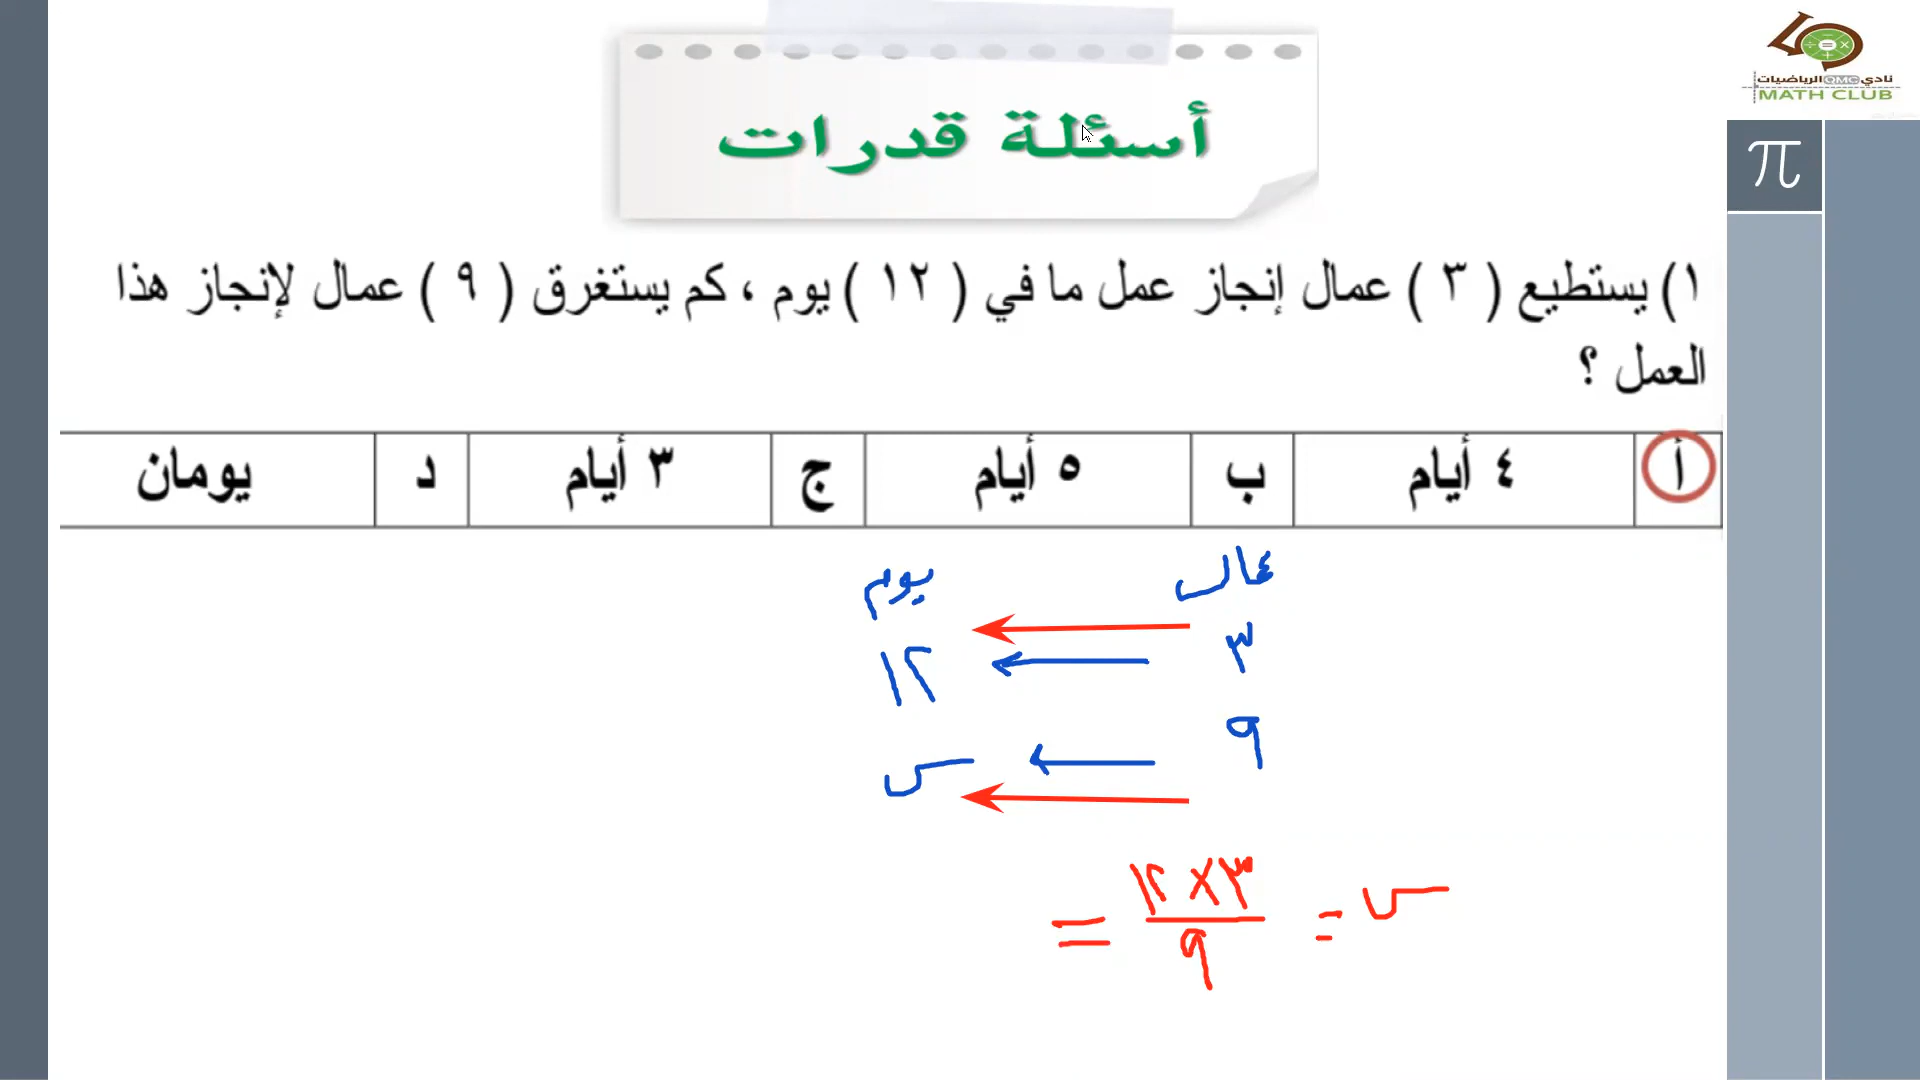 نادي QMC الرياضيات
MATH CLUB
π
أسئلة قدرات
١) يستطيع ( ٣ ) عمال إنجاز عمل ما في ( ١٢ ) يوم ، كم يستغرق ( ٩ ) عمال لإنجاز هذا
العمل ؟
أ ٤ أيام ب ٥ أيام ج ٣ أيام د يومان
عمال يوم
٣ ١٢
٩ س
س = ٣ × ١٢ / ٩ =